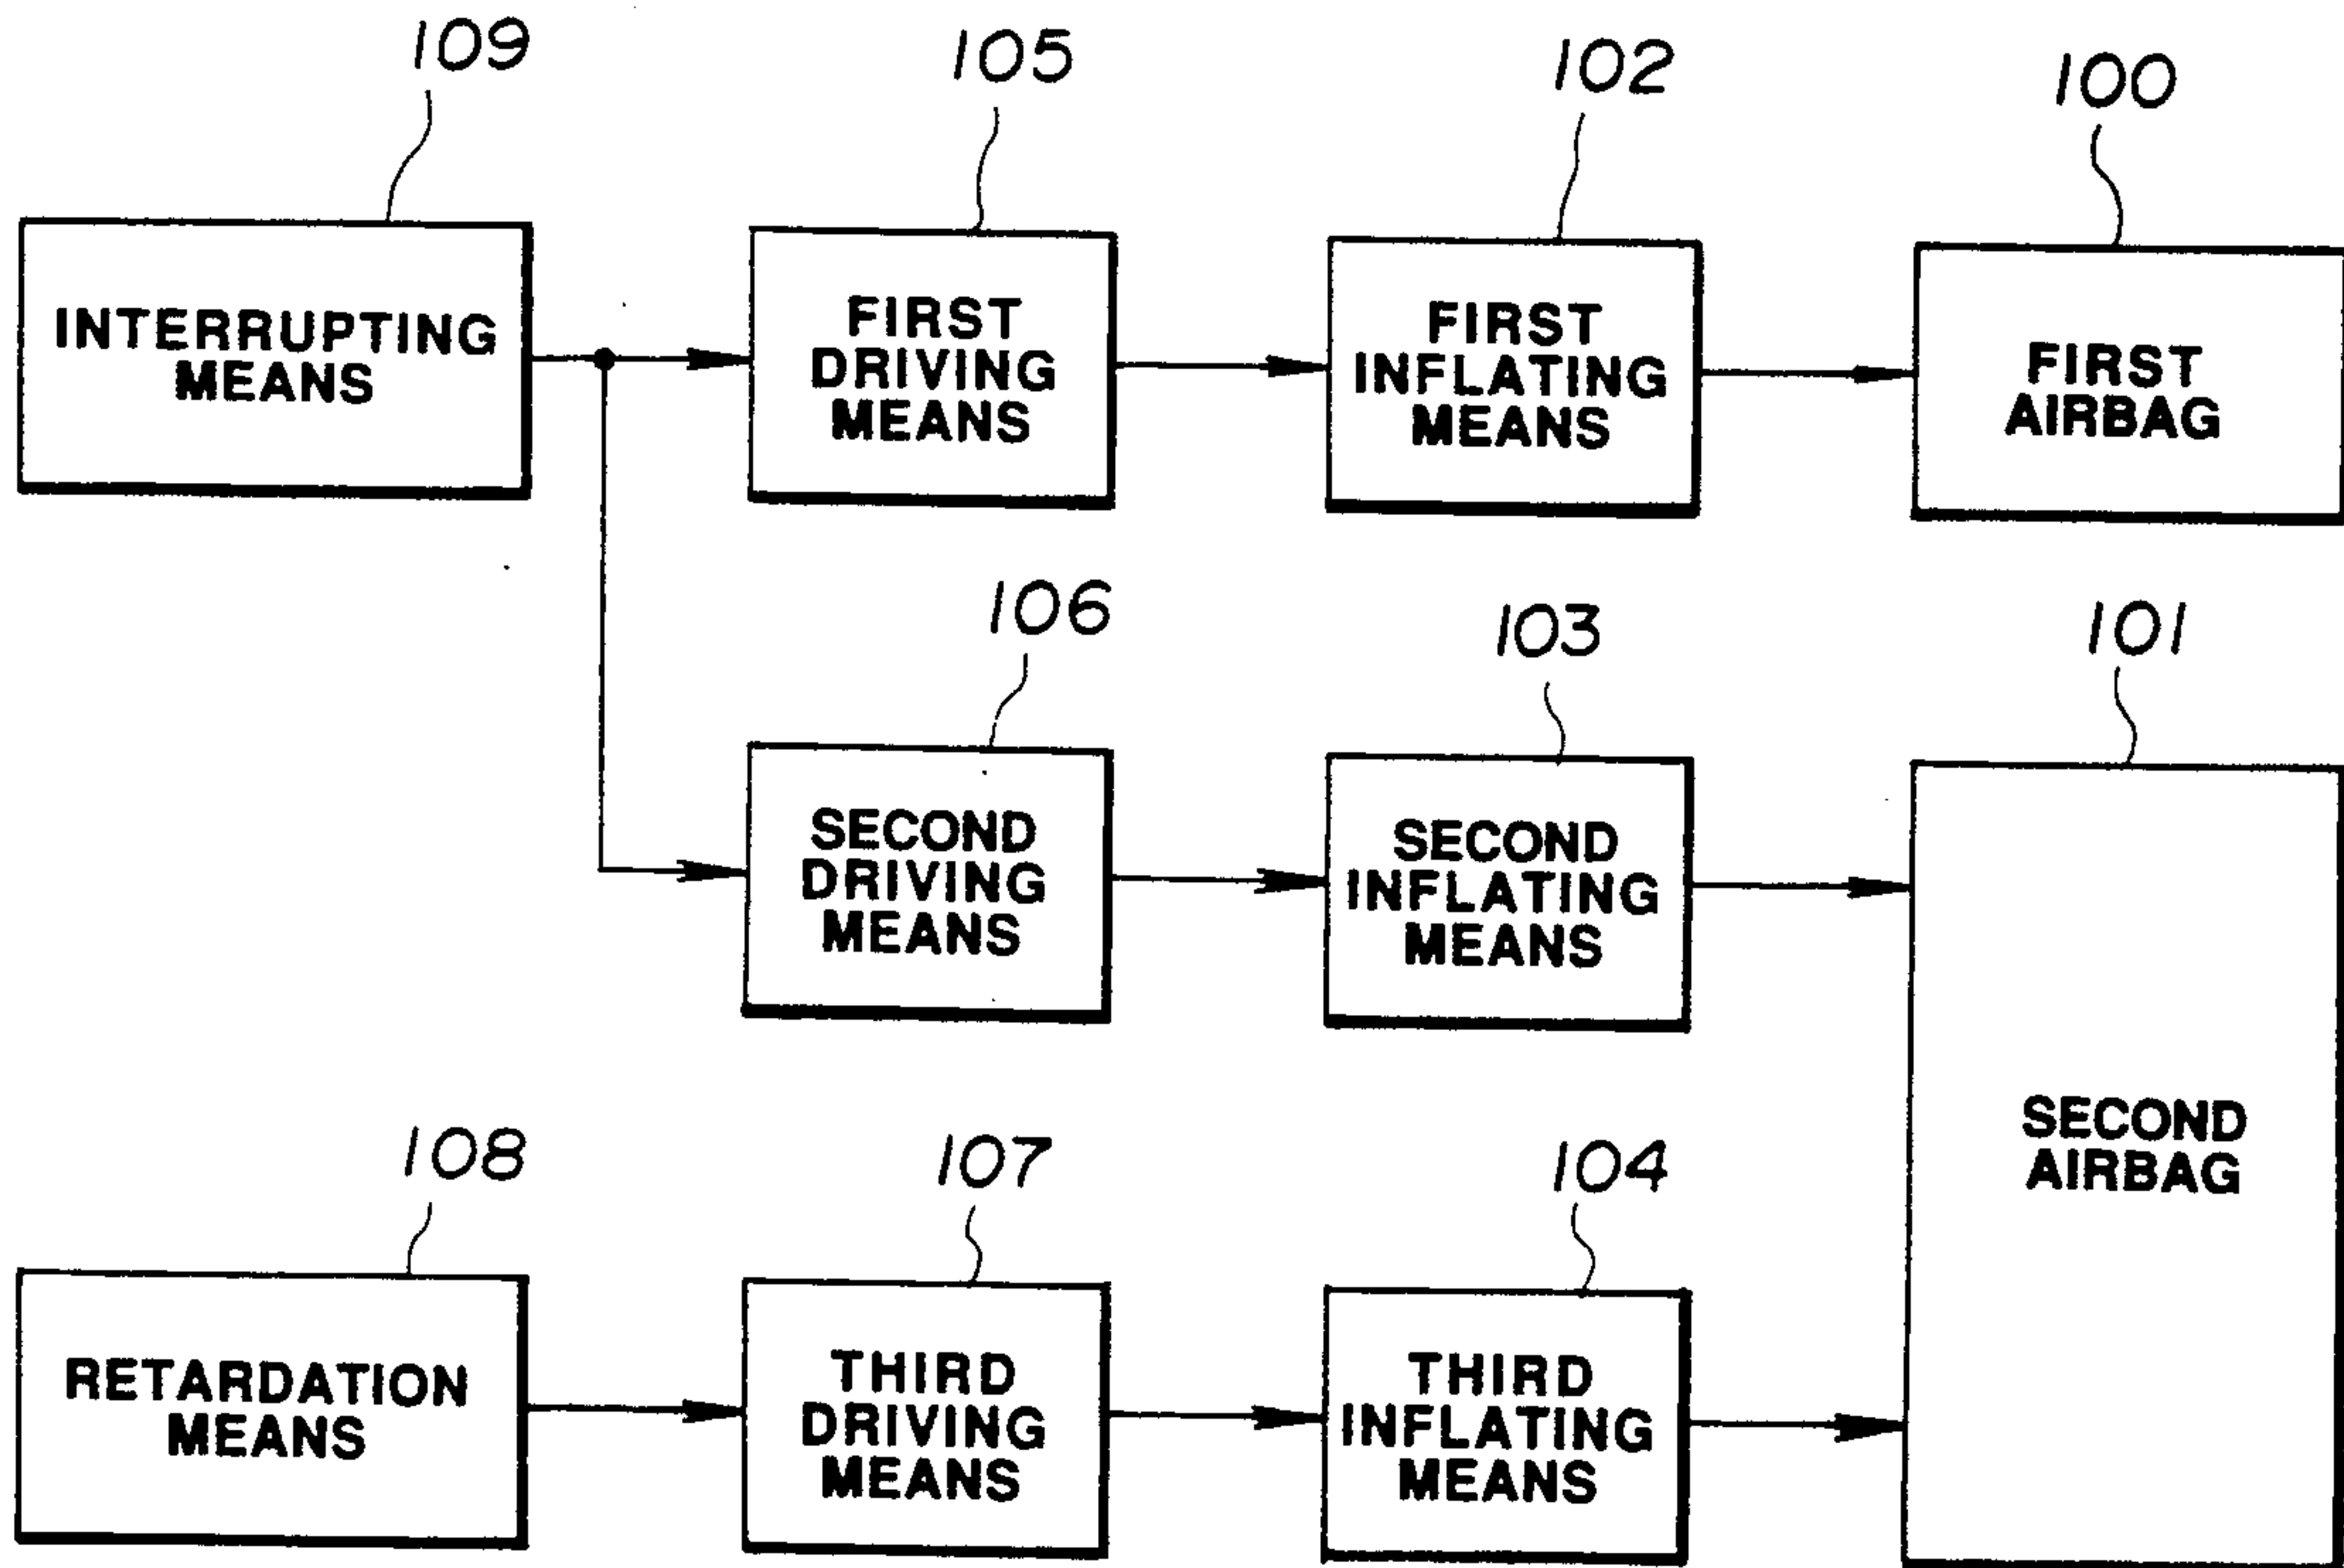 109
105
102
100
INTERRUPTING
MEANS
FIRST
DRIVING
MEANS
FIRST
INFLATING
MEANS
FIRST
AIRBAG
106
103
101
SECOND
DRIVING
MEANS
SECOND
INFLATING
MEANS
SECOND
AIRBAG
108
107
104
RETARDATION
MEANS
THIRD
DRIVING
MEANS
THIRD
INFLATING
MEANS